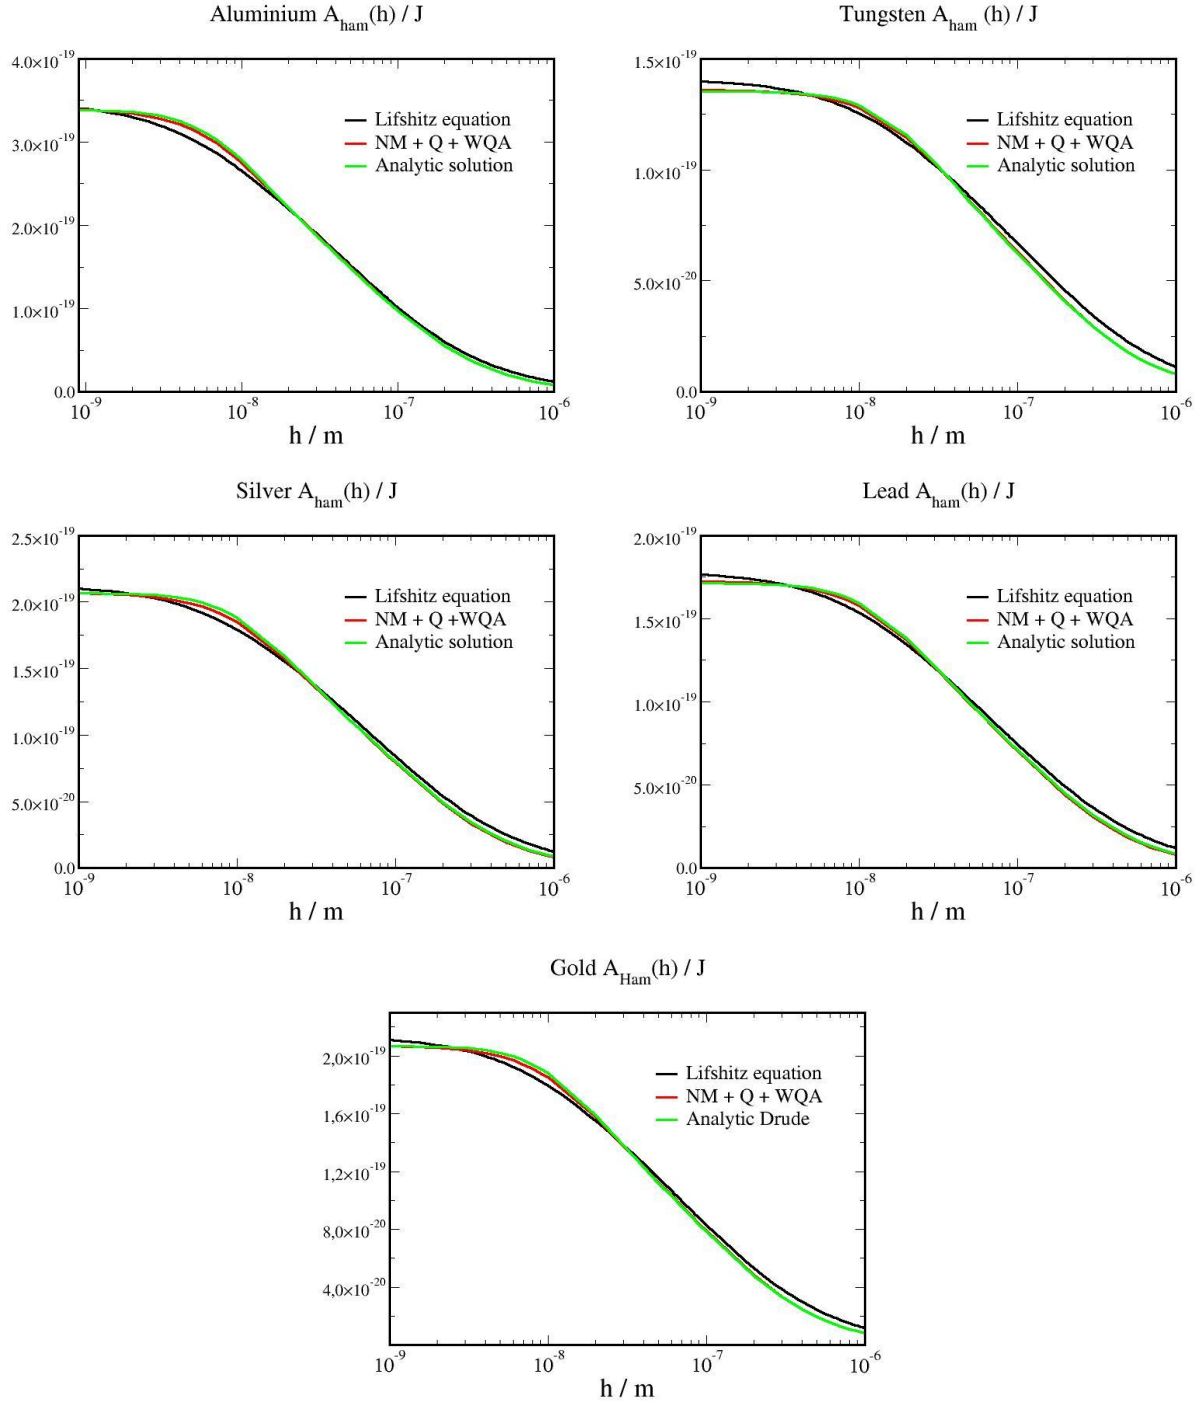 Aluminium A_ham(h) / J
4.0×10^-19
3.0×10^-19
2.0×10^-19
1.0×10^-19
0.0
Lifshitz equation
NM + Q + WQA
Analytic solution
10^-9 10^-8 10^-7 10^-6
h / m
Tungsten A_ham (h) / J
1.5×10^-19
1.0×10^-19
5.0×10^-20
0.0
Lifshitz equation
NM + Q + WQA
Analytic solution
10^-9 10^-8 10^-7 10^-6
h / m
Silver A_ham(h) / J
2.5×10^-19
2.0×10^-19
1.5×10^-19
1.0×10^-19
5.0×10^-20
0.0
Lifshitz equation
NM + Q +WQA
Analytic solution
10^-9 10^-8 10^-7 10^-6
h / m
Lead A_ham(h) / J
2.0×10^-19
1.5×10^-19
1.0×10^-19
5.0×10^-20
0.0
Lifshitz equation
NM + Q + WQA
Analytic solution
10^-9 10^-8 10^-7 10^-6
h / m
Gold A_Ham(h) / J
2,0×10^-19
1,6×10^-19
1,2×10^-19
8,0×10^-20
4,0×10^-20
Lifshitz equation
NM + Q + WQA
Analytic Drude
10^-9 10^-8 10^-7 10^-6
h / m